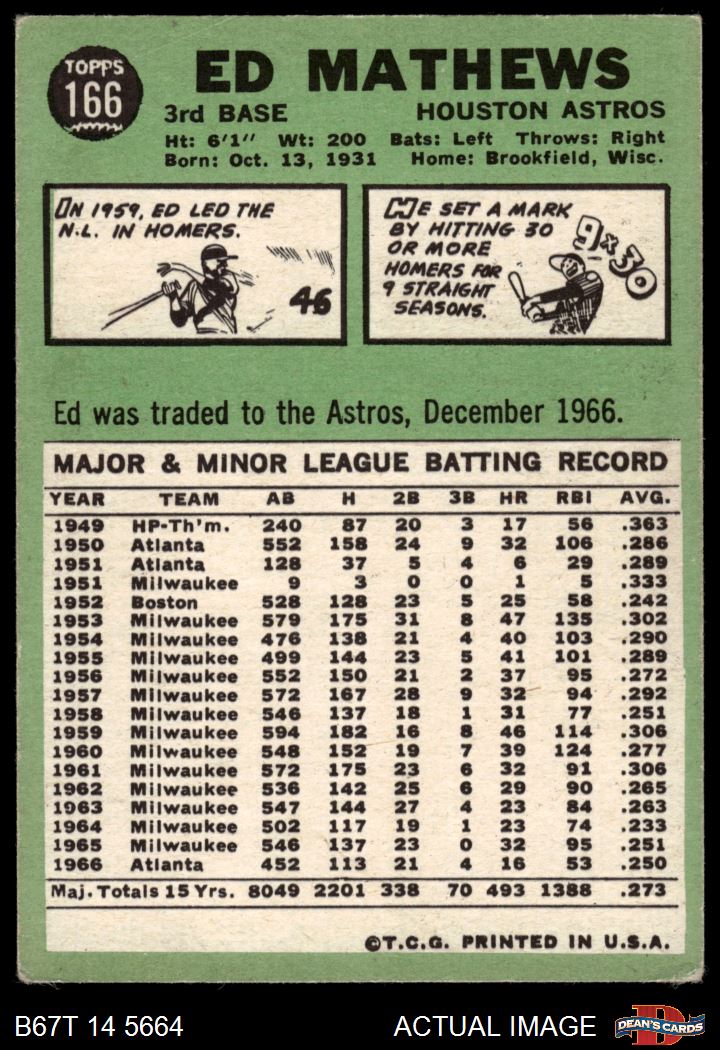 TOPPS
166
ED MATHEWS
3rd BASE HOUSTON ASTROS
Ht: 6'1" Wt: 200 Bats: Left Throws: Right
Born: Oct. 13, 1931 Home: Brookfield, Wisc.
IN 1959, ED LED THE
N.L. IN HOMERS.
46
HE SET A MARK
BY HITTING 30
OR MORE
HOMERS FOR
9 STRAIGHT
SEASONS.
9x30
Ed was traded to the Astros, December 1966.
MAJOR & MINOR LEAGUE BATTING RECORD
YEAR TEAM AB H 2B 3B HR RBI AVG.
1949 HP-Th'm. 240 87 20 3 17 56 .363
1950 Atlanta 552 158 24 9 32 106 .286
1951 Atlanta 128 37 5 4 6 29 .289
1951 Milwaukee 9 3 0 0 1 5 .333
1952 Boston 528 128 23 5 25 58 .242
1953 Milwaukee 579 175 31 8 47 135 .302
1954 Milwaukee 476 138 21 4 40 103 .290
1955 Milwaukee 499 144 23 5 41 101 .289
1956 Milwaukee 552 150 21 2 37 95 .272
1957 Milwaukee 572 167 28 9 32 94 .292
1958 Milwaukee 546 137 18 1 31 77 .251
1959 Milwaukee 594 182 16 8 46 114 .306
1960 Milwaukee 548 152 19 7 39 124 .277
1961 Milwaukee 572 175 23 6 32 91 .306
1962 Milwaukee 536 142 25 6 29 90 .265
1963 Milwaukee 547 144 27 4 23 84 .263
1964 Milwaukee 502 117 19 1 23 74 .233
1965 Milwaukee 546 137 23 0 32 95 .251
1966 Atlanta 452 113 21 4 16 53 .250
Maj. Totals 15 Yrs. 8049 2201 338 70 493 1388 .273
©T.C.G. PRINTED IN U.S.A.
B67T 14 5664 ACTUAL IMAGE DEAN'S CARDS